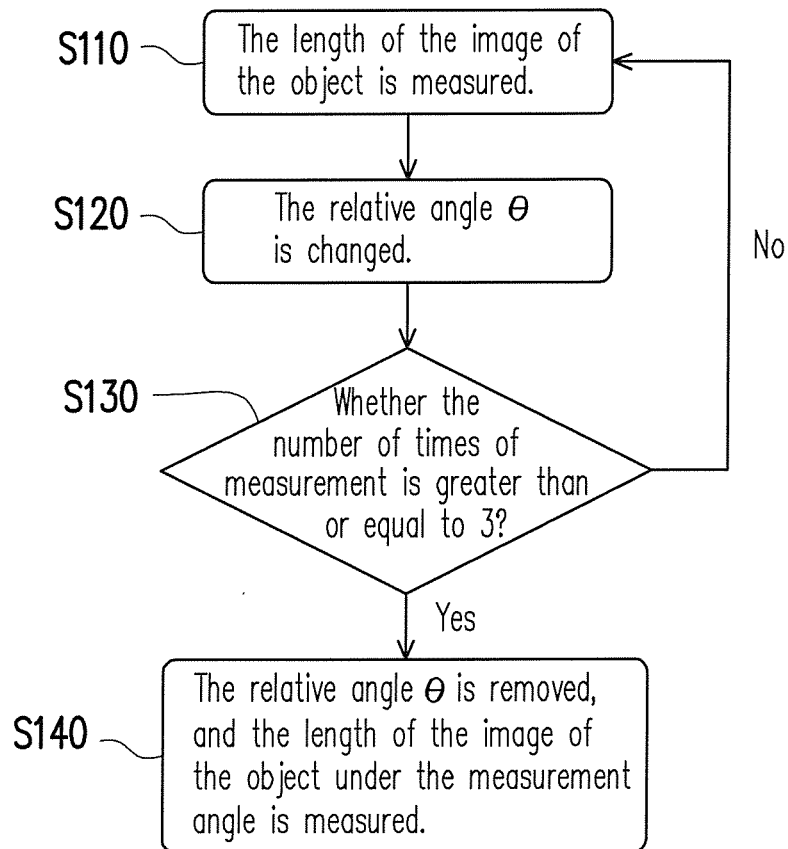 S110
The length of the image of
the object is measured.
S120
The relative angle θ
is changed.
No
S130
Whether the
number of times of
measurement is greater than
or equal to 3?
Yes
S140
The relative angle θ is removed,
and the length of the image of
the object under the measurement
angle is measured.